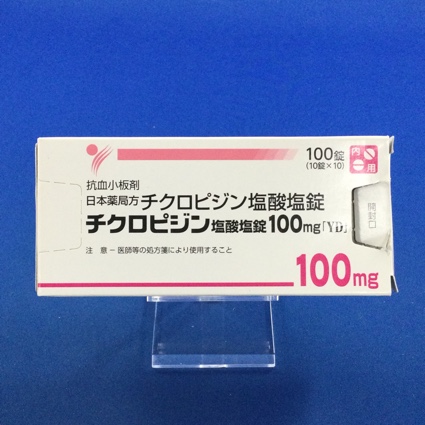 100錠
(10錠×10)
内
用
抗血小板剤
日本薬局方 チクロピジン塩酸塩錠
チクロピジン塩酸塩錠100mg「YD」
注 意−医師等の処方箋により使用すること
開封口
100mg